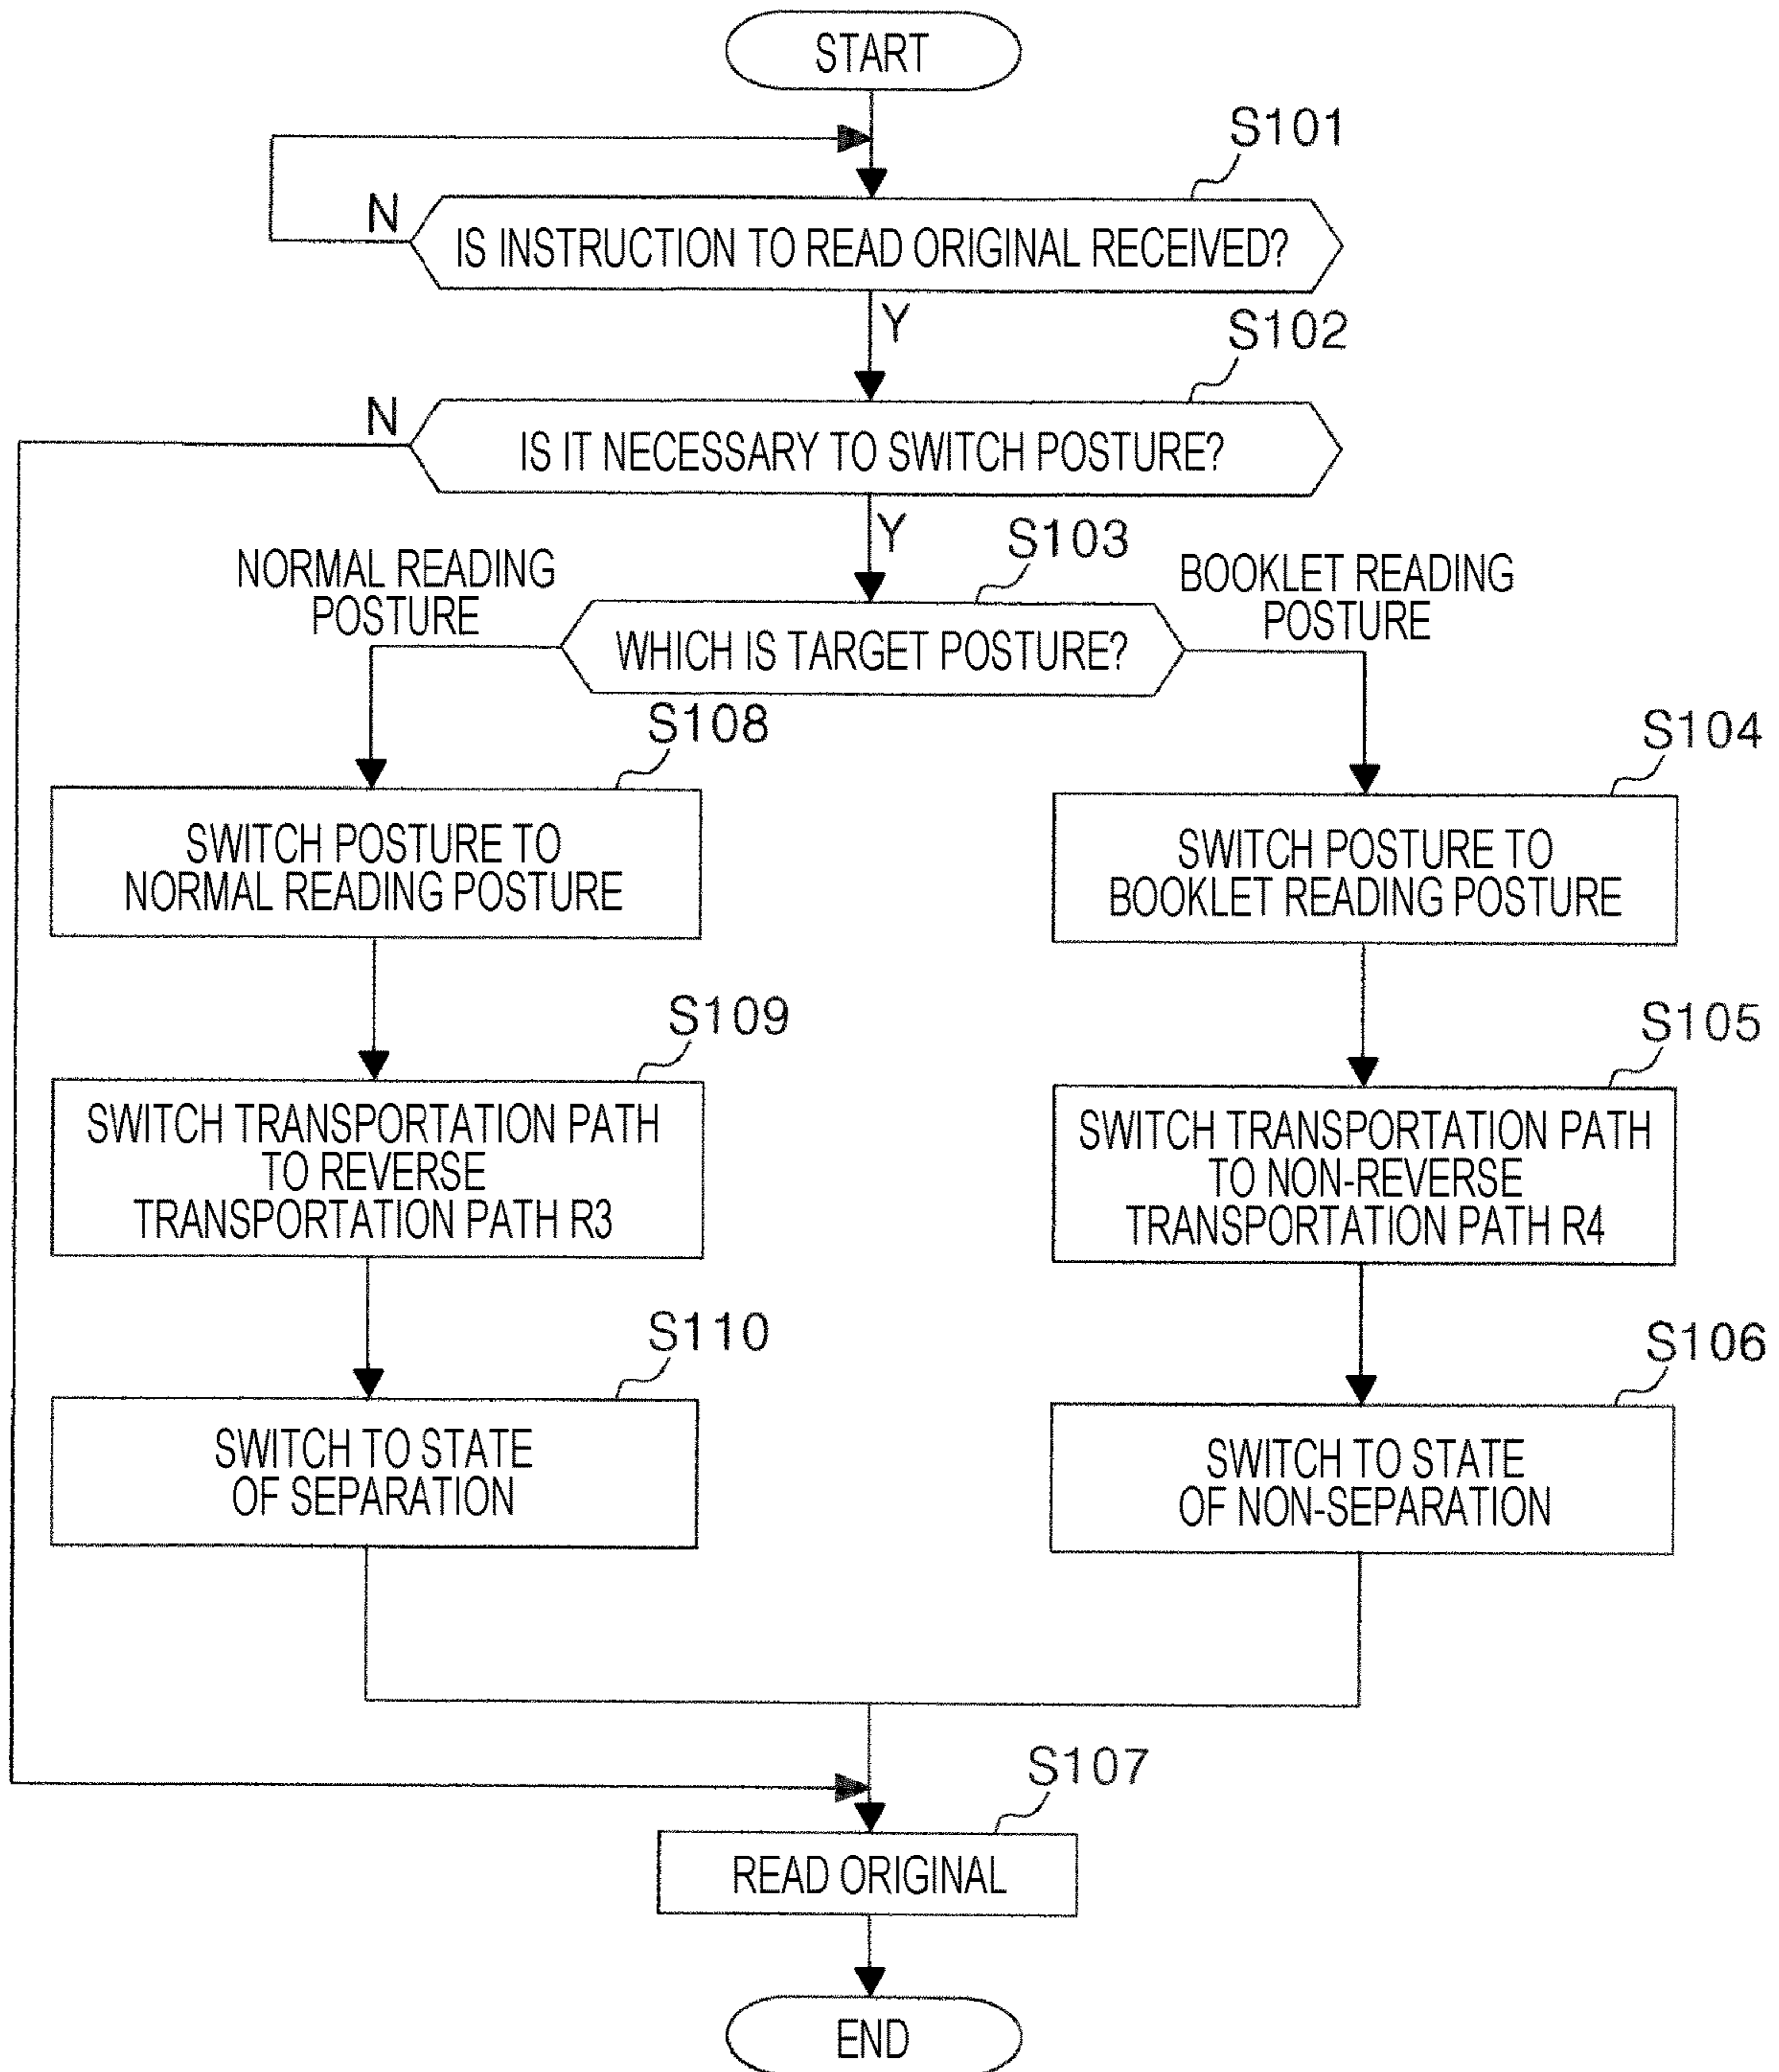 START
S101
N
IS INSTRUCTION TO READ ORIGINAL RECEIVED?
Y
S102
N
IS IT NECESSARY TO SWITCH POSTURE?
Y
S103
NORMAL READING
POSTURE
BOOKLET READING
POSTURE
WHICH IS TARGET POSTURE?
S108
SWITCH POSTURE TO
NORMAL READING POSTURE
S104
SWITCH POSTURE TO
BOOKLET READING POSTURE
S109
SWITCH TRANSPORTATION PATH
TO REVERSE
TRANSPORTATION PATH R3
S105
SWITCH TRANSPORTATION PATH
TO NON-REVERSE
TRANSPORTATION PATH R4
S110
SWITCH TO STATE
OF SEPARATION
S106
SWITCH TO STATE
OF NON-SEPARATION
S107
READ ORIGINAL
END